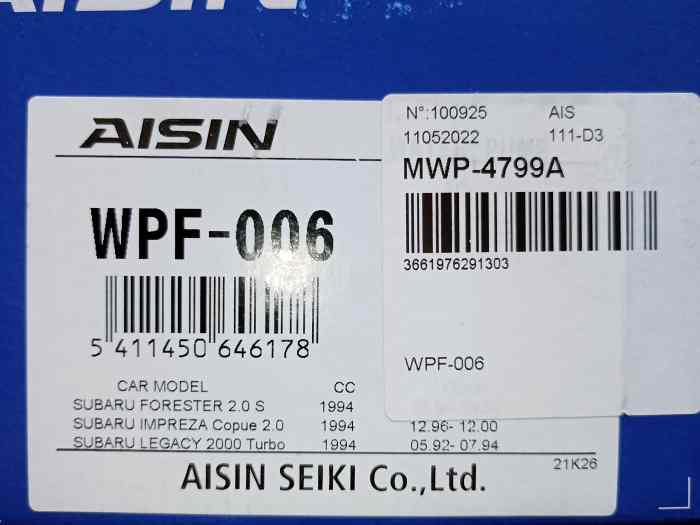 AISIN
AISIN
WPF-006
5 411450 646178
CAR MODEL CC
SUBARU FORESTER 2.0 S 1994
SUBARU IMPREZA Copue 2.0 1994 12.96- 12.00
SUBARU LEGACY 2000 Turbo 1994 05.92- 07.94
AISIN SEIKI Co.,Ltd.
21K26
N°:100925 AIS
11052022 111-D3
MWP-4799A
3661976291303
WPF-006